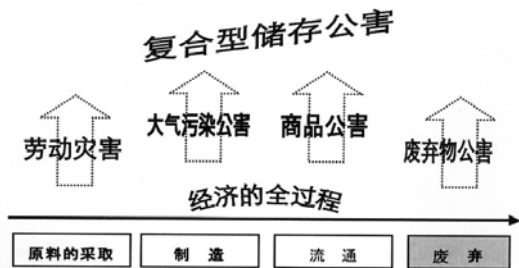 复合型储存公害
劳动灾害
大气污染公害
商品公害
废弃物公害
经济的全过程
原料的采取
制 造
流 通
废 弃